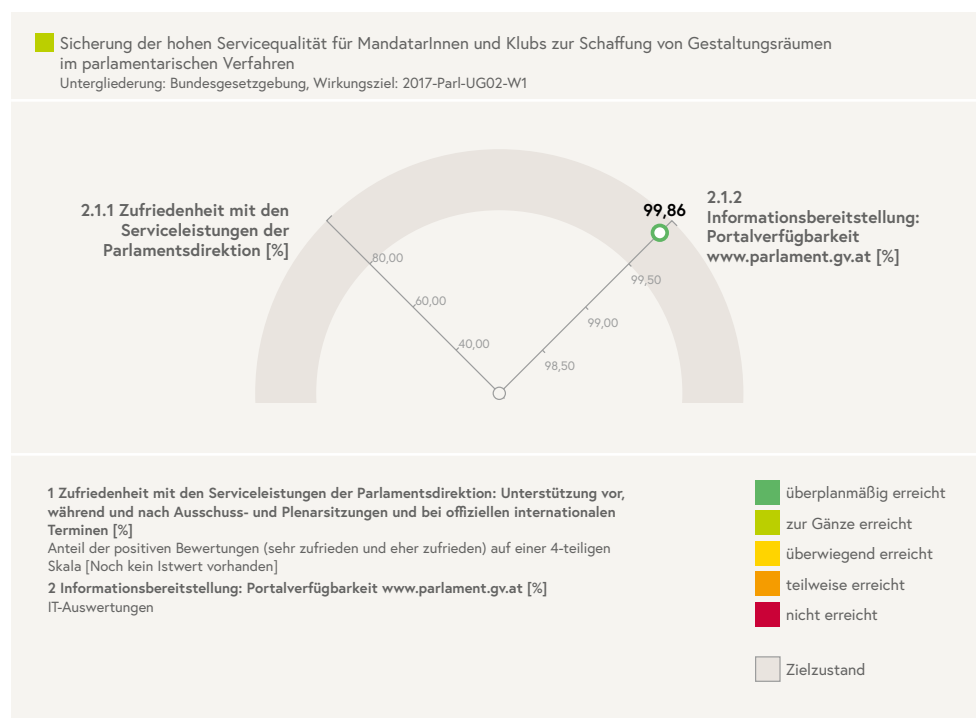 Sicherung der hohen Servicequalität für MandatarInnen und Klubs zur Schaffung von Gestaltungsräumen
im parlamentarischen Verfahren
Untergliederung: Bundesgesetzgebung, Wirkungsziel: 2017-Parl-UG02-W1
2.1.1 Zufriedenheit mit den
Serviceleistungen der
Parlamentsdirektion [%]
80,00
60,00
40,00
99,86
2.1.2
Informationsbereitstellung:
Portalverfügbarkeit
www.parlament.gv.at [%]
99,50
99,00
98,50
1 Zufriedenheit mit den Serviceleistungen der Parlamentsdirektion: Unterstützung vor,
während und nach Ausschuss- und Plenarsitzungen und bei offiziellen internationalen
Terminen [%]
Anteil der positiven Bewertungen (sehr zufrieden und eher zufrieden) auf einer 4-teiligen
Skala [Noch kein Istwert vorhanden]
2 Informationsbereitstellung: Portalverfügbarkeit www.parlament.gv.at [%]
IT-Auswertungen
überplanmäßig erreicht
zur Gänze erreicht
überwiegend erreicht
teilweise erreicht
nicht erreicht
Zielzustand